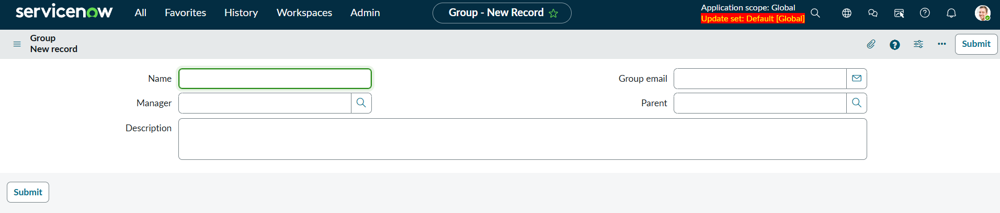 servicenow
All
Favorites
History
Workspaces
Admin
Group - New Record
Application scope: Global
Update set: Default [Global]
Group
New record
Submit
Name
Group email
Manager
Parent
Description
Submit